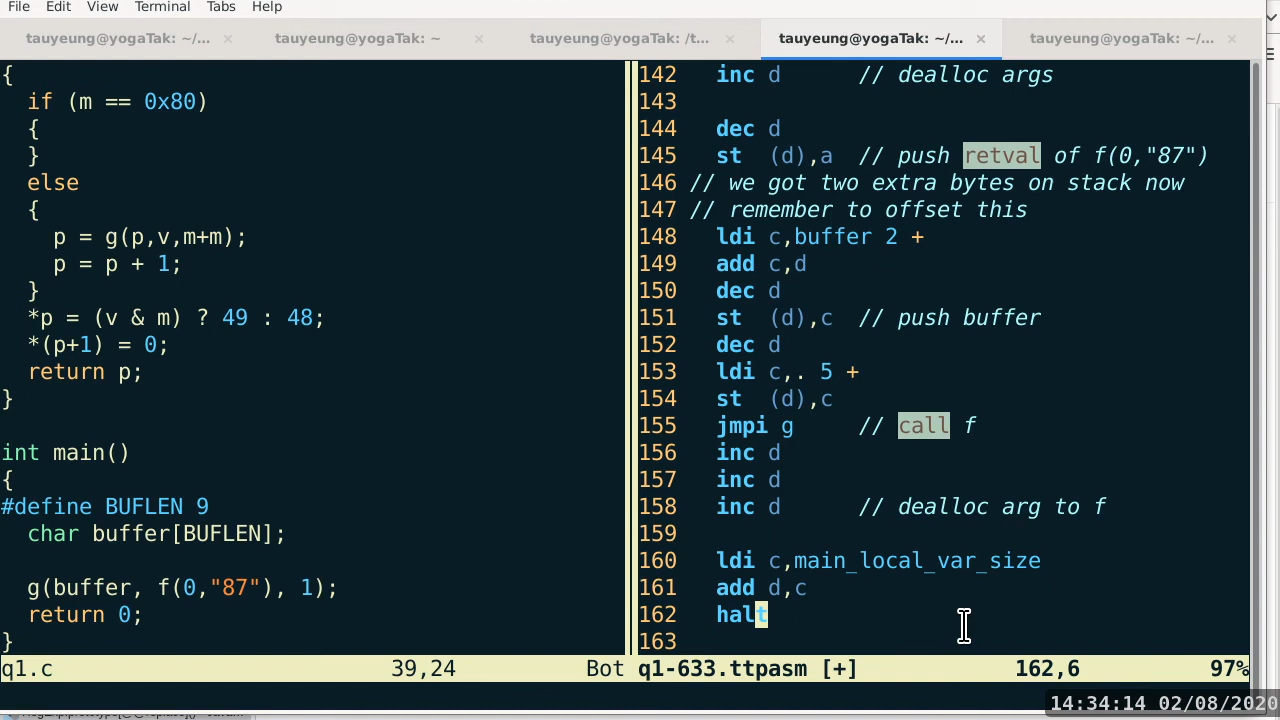 File Edit View Terminal Tabs Help
tauyeung@yogaTak: ~/... × tauyeung@yogaTak: ~ × tauyeung@yogaTak: /t... × tauyeung@yogaTak: ~/... × tauyeung@yogaTak: ~/... ×
{
if (m == 0x80)
{
}
else
{
p = g(p,v,m+m);
p = p + 1;
}
*p = (v & m) ? 49 : 48;
*(p+1) = 0;
return p;
}
int main()
{
#define BUFLEN 9
char buffer[BUFLEN];
g(buffer, f(0,"87"), 1);
return 0;
}
q1.c 39,24 Bot
142 inc d // dealloc args
143
144 dec d
145 st (d),a // push retval of f(0,"87")
146 // we got two extra bytes on stack now
147 // remember to offset this
148 ldi c,buffer 2 +
149 add c,d
150 dec d
151 st (d),c // push buffer
152 dec d
153 ldi c,. 5 +
154 st (d),c
155 jmpi g // call f
156 inc d
157 inc d
158 inc d // dealloc arg to f
159
160 ldi c,main_local_var_size
161 add d,c
162 halt
163
q1-633.ttpasm [+] 162,6 97%
14:34:14 02/08/2020